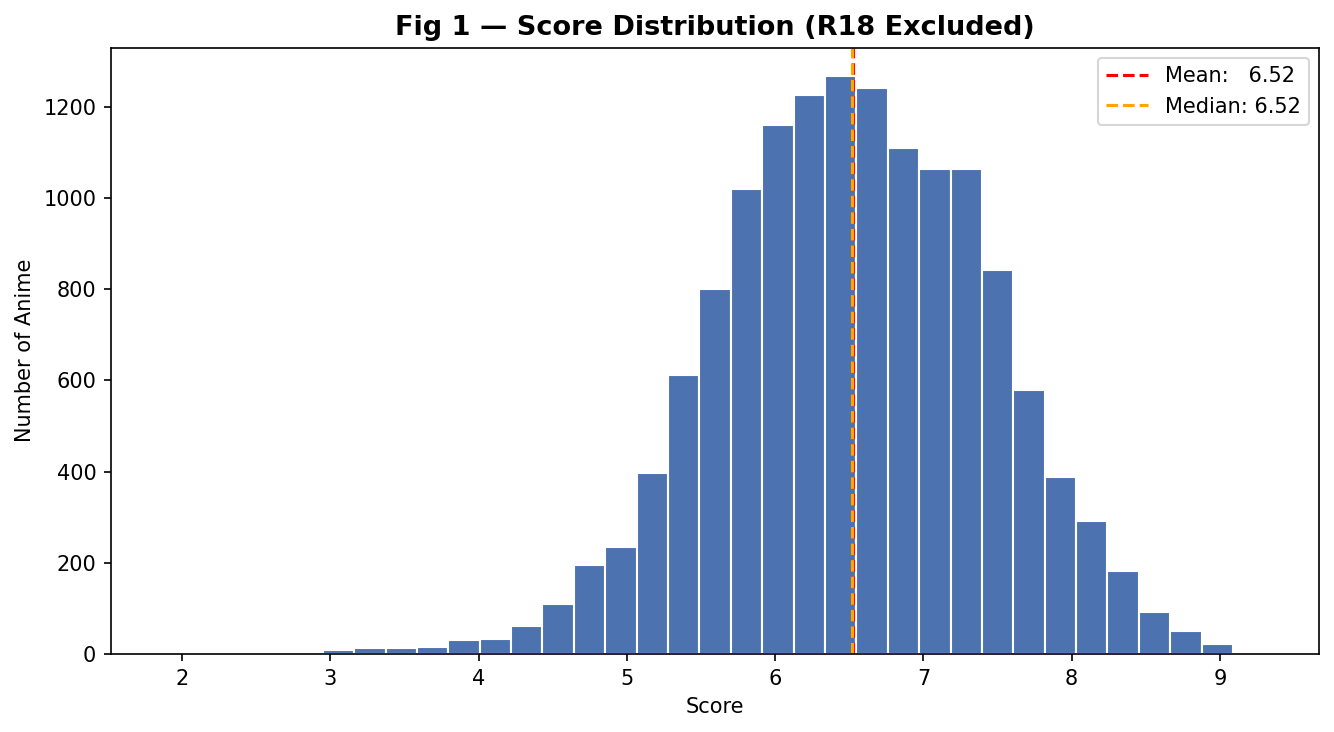 Fig 1 — Score Distribution (R18 Excluded)
Mean:   6.52
Median: 6.52
Number of Anime
1200
1000
800
600
400
200
0
2 3 4 5 6 7 8 9
Score